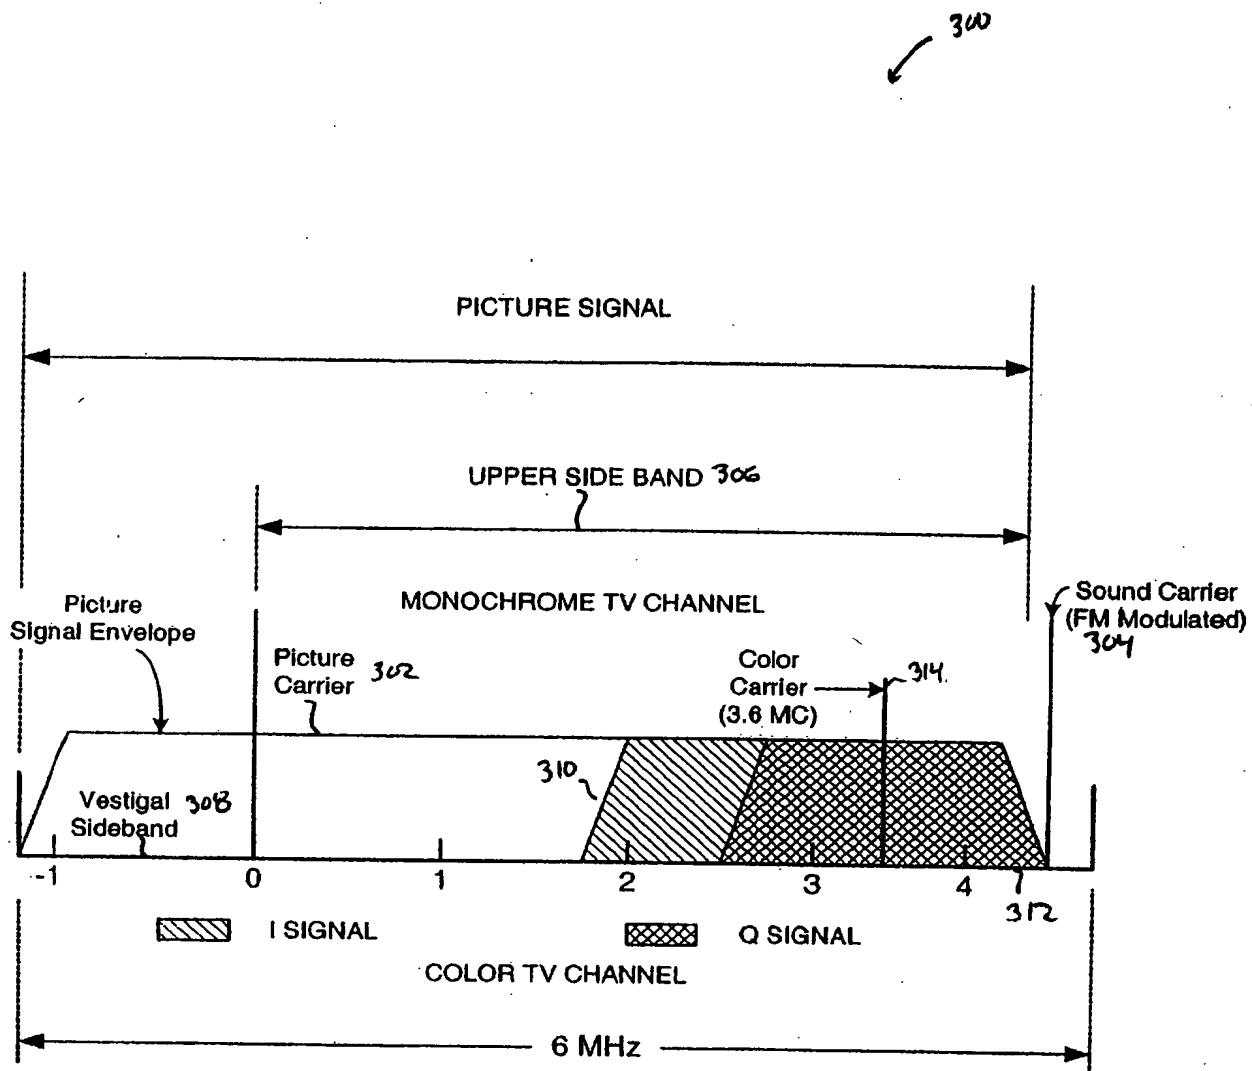 300
PICTURE SIGNAL
UPPER SIDE BAND 306
MONOCHROME TV CHANNEL
Picture
Signal Envelope
Picture
Carrier 302
Color
Carrier
(3.6 MC)
314.
Sound Carrier
(FM Modulated)
304
310
Vestigal 308
Sideband
-1 0 1 2 3 4
312
I SIGNAL Q SIGNAL
COLOR TV CHANNEL
6 MHz